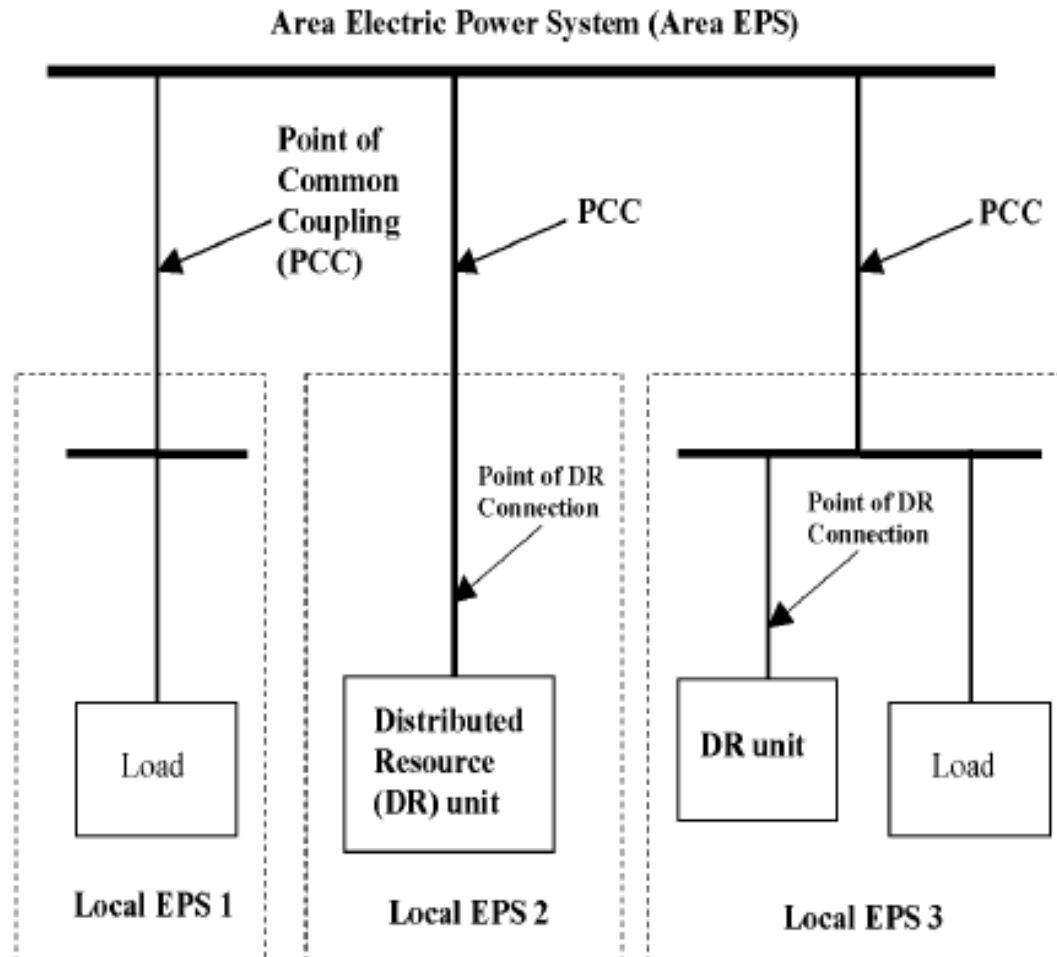 Area Electric Power System (Area EPS)
Point of
Common
Coupling
(PCC)
PCC
PCC
Point of DR
Connection
Point of DR
Connection
Load
Distributed
Resource
(DR) unit
DR unit
Load
Local EPS 1
Local EPS 2
Local EPS 3